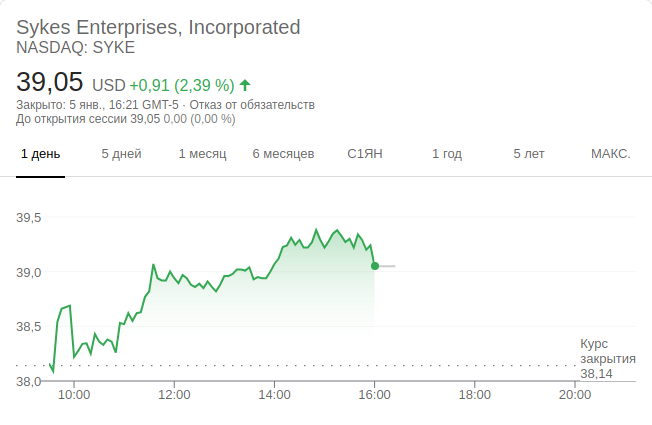 Sykes Enterprises, Incorporated
NASDAQ: SYKE
39,05 USD +0,91 (2,39 %)
Закрыто: 5 янв., 16:21 GMT-5 · Отказ от обязательств
До открытия сессии 39,05 0,00 (0,00 %)
1 день 5 дней 1 месяц 6 месяцев С1ЯН 1 год 5 лет МАКС.
39,5
39,0
38,5
Курс
закрытия
38,14
38,0
10:00 12:00 14:00 16:00 18:00 20:00